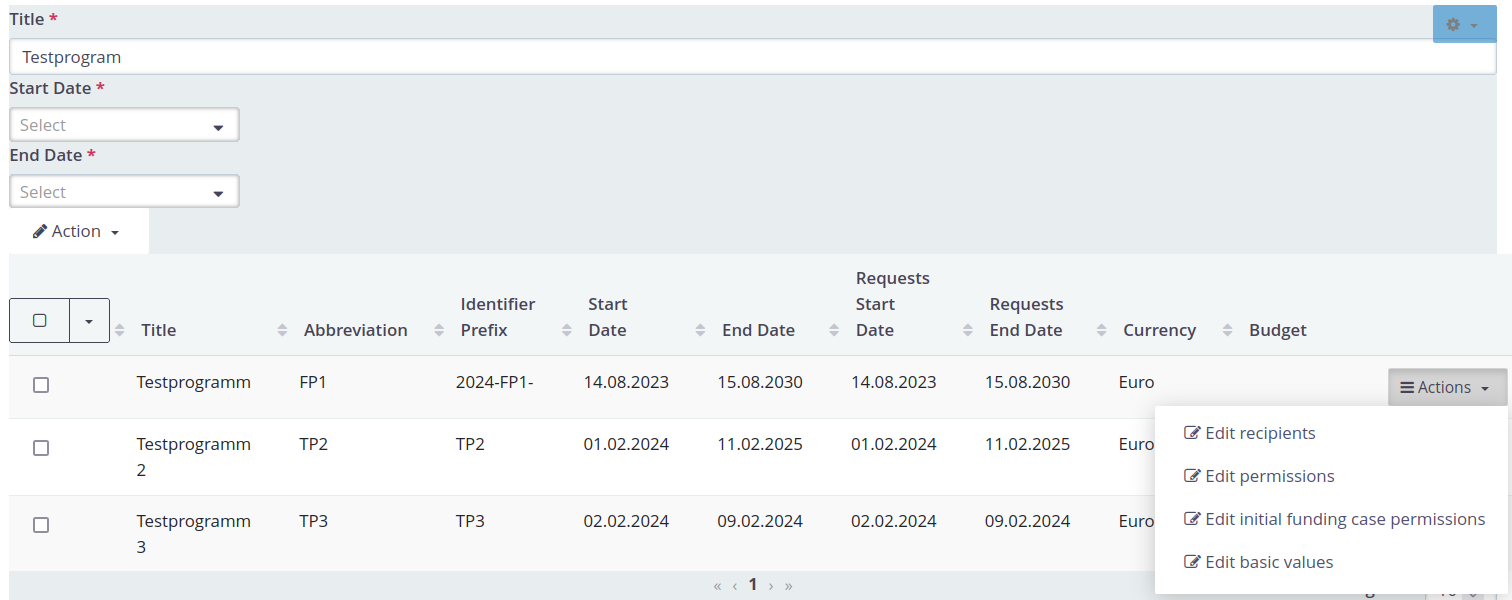 Title *
Testprogram
Start Date *
Select
End Date *
Select
Action
Title Abbreviation Identifier Prefix Start Date End Date Requests Start Date Requests End Date Currency Budget
Testprogramm FP1 2024-FP1- 14.08.2023 15.08.2030 14.08.2023 15.08.2030 Euro Actions
Edit recipients
Testprogramm 2 TP2 TP2 01.02.2024 11.02.2025 01.02.2024 11.02.2025 Euro
Edit permissions
Testprogramm 3 TP3 TP3 02.02.2024 09.02.2024 02.02.2024 09.02.2024 Euro
Edit initial funding case permissions
Edit basic values
« ‹ 1 › »